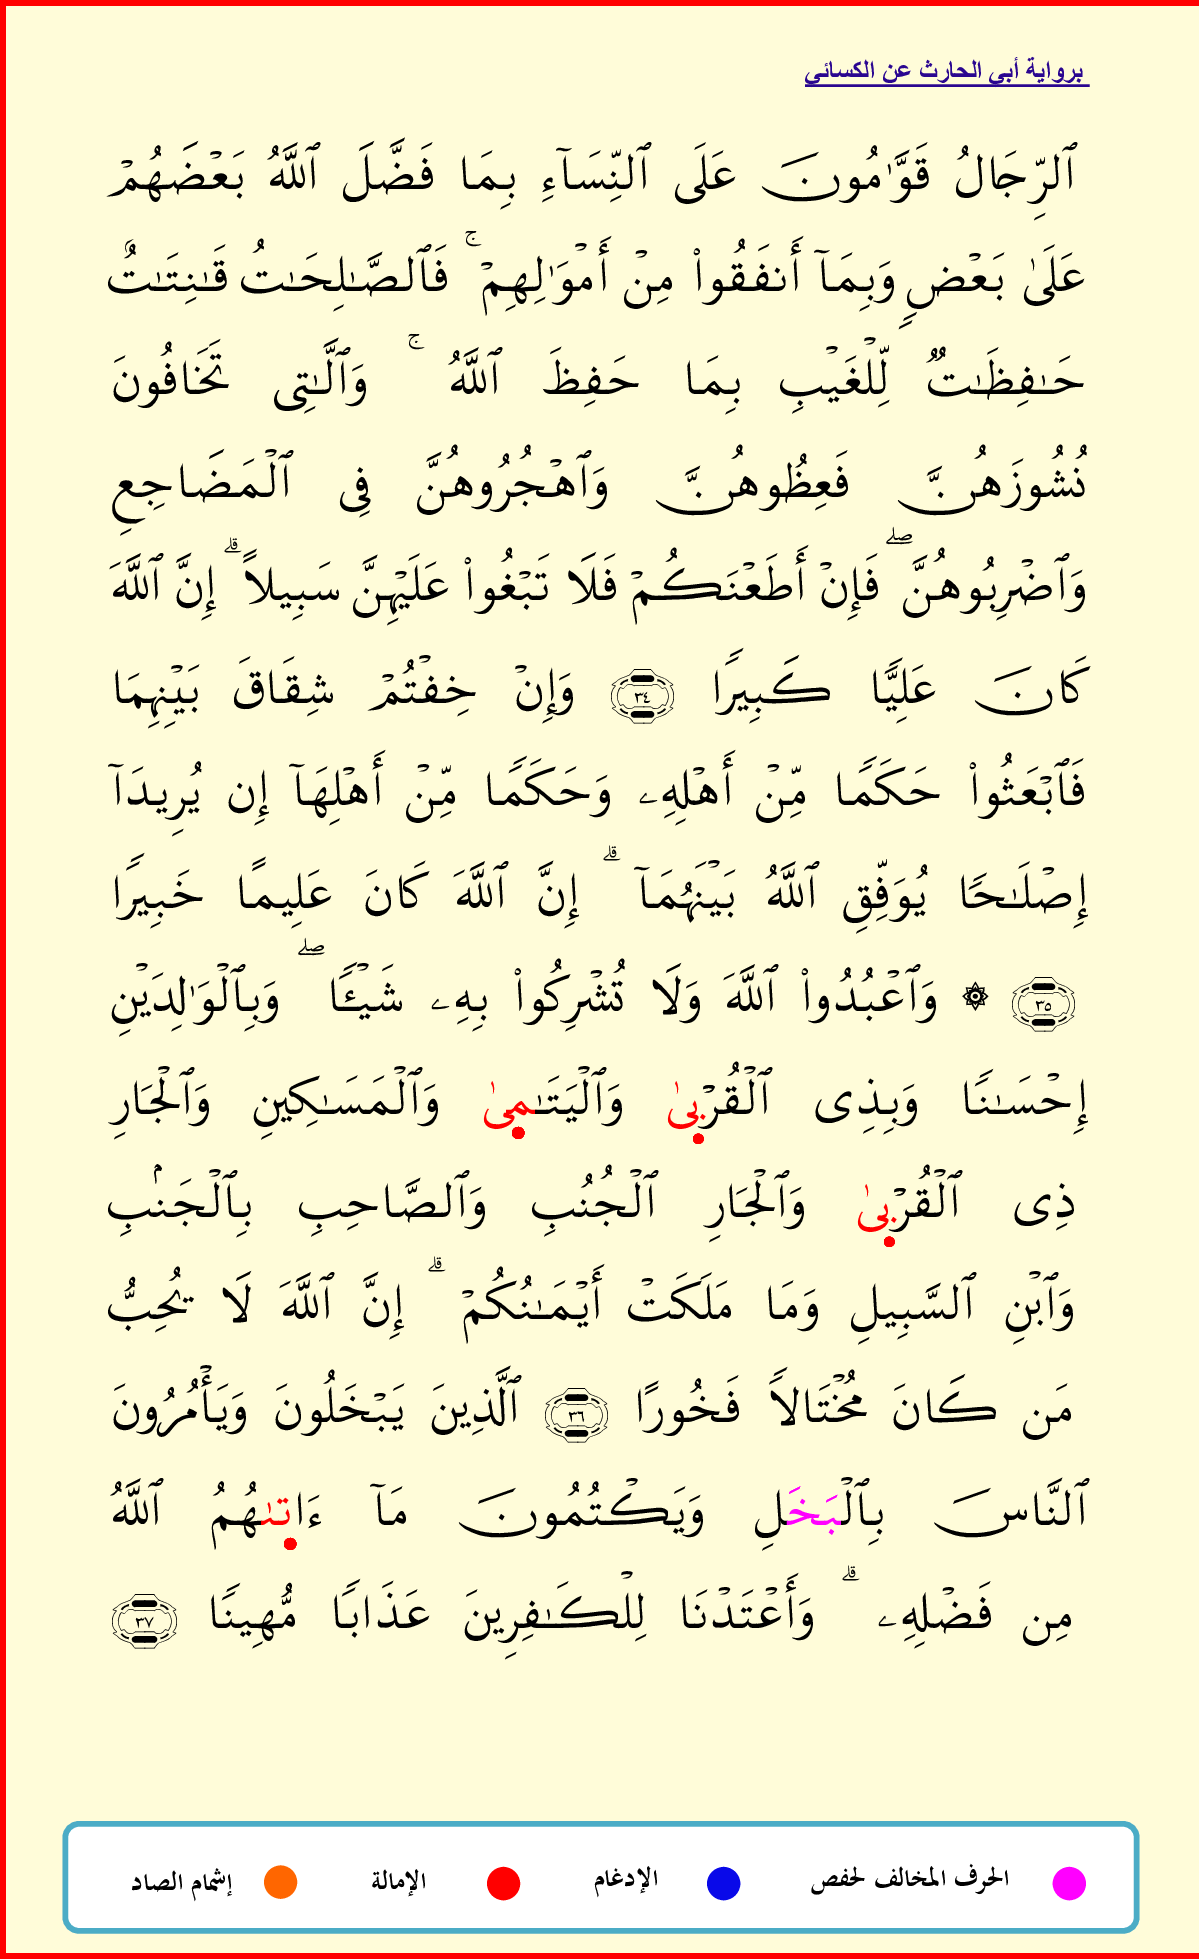 برواية أبي الحارث عن الكسائي
ٱلرِّجَالُ قَوَّٰمُونَ عَلَى ٱلنِّسَآءِ بِمَا فَضَّلَ ٱللَّهُ بَعْضَهُمْ
عَلَىٰ بَعْضٍ وَبِمَآ أَنفَقُوا۟ مِنْ أَمْوَٰلِهِمْ ۚ فَٱلصَّـٰلِحَـٰتُ قَـٰنِتَـٰتٌ
حَـٰفِظَـٰتٌ لِّلْغَيْبِ بِمَا حَفِظَ ٱللَّهُ ۚ وَٱلَّـٰتِى تَخَافُونَ
نُشُوزَهُنَّ فَعِظُوهُنَّ وَٱهْجُرُوهُنَّ فِى ٱلْمَضَاجِعِ
وَٱضْرِبُوهُنَّ ۖ فَإِنْ أَطَعْنَكُمْ فَلَا تَبْغُوا۟ عَلَيْهِنَّ سَبِيلًا ۗ إِنَّ ٱللَّهَ
كَانَ عَلِيًّا كَبِيرًا ٣٤ وَإِنْ خِفْتُمْ شِقَاقَ بَيْنِهِمَا
فَٱبْعَثُوا۟ حَكَمًا مِّنْ أَهْلِهِۦ وَحَكَمًا مِّنْ أَهْلِهَآ إِن يُرِيدَآ
إِصْلَـٰحًا يُوَفِّقِ ٱللَّهُ بَيْنَهُمَآ ۗ إِنَّ ٱللَّهَ كَانَ عَلِيمًا خَبِيرًا
٣٥ ۞ وَٱعْبُدُوا۟ ٱللَّهَ وَلَا تُشْرِكُوا۟ بِهِۦ شَيْـًٔا ۖ وَبِٱلْوَٰلِدَيْنِ
إِحْسَـٰنًا وَبِذِى ٱلْقُرْبىٰ وَٱلْيَتَـٰمىٰ وَٱلْمَسَـٰكِينِ وَٱلْجَارِ
ذِى ٱلْقُرْبىٰ وَٱلْجَارِ ٱلْجُنُبِ وَٱلصَّاحِبِ بِٱلْجَنۢبِ
وَٱبْنِ ٱلسَّبِيلِ وَمَا مَلَكَتْ أَيْمَـٰنُكُمْ ۗ إِنَّ ٱللَّهَ لَا يُحِبُّ
مَن كَانَ مُخْتَالًا فَخُورًا ٣٦ ٱلَّذِينَ يَبْخَلُونَ وَيَأْمُرُونَ
ٱلنَّاسَ بِٱلْبَخَلِ وَيَكْتُمُونَ مَآ ءَاتىٰهُمُ ٱللَّهُ
مِن فَضْلِهِۦ ۗ وَأَعْتَدْنَا لِلْكَـٰفِرِينَ عَذَابًا مُّهِينًا ٣٧
الحرف المخالف لحفص الإدغام الإمالة إشمام الصاد